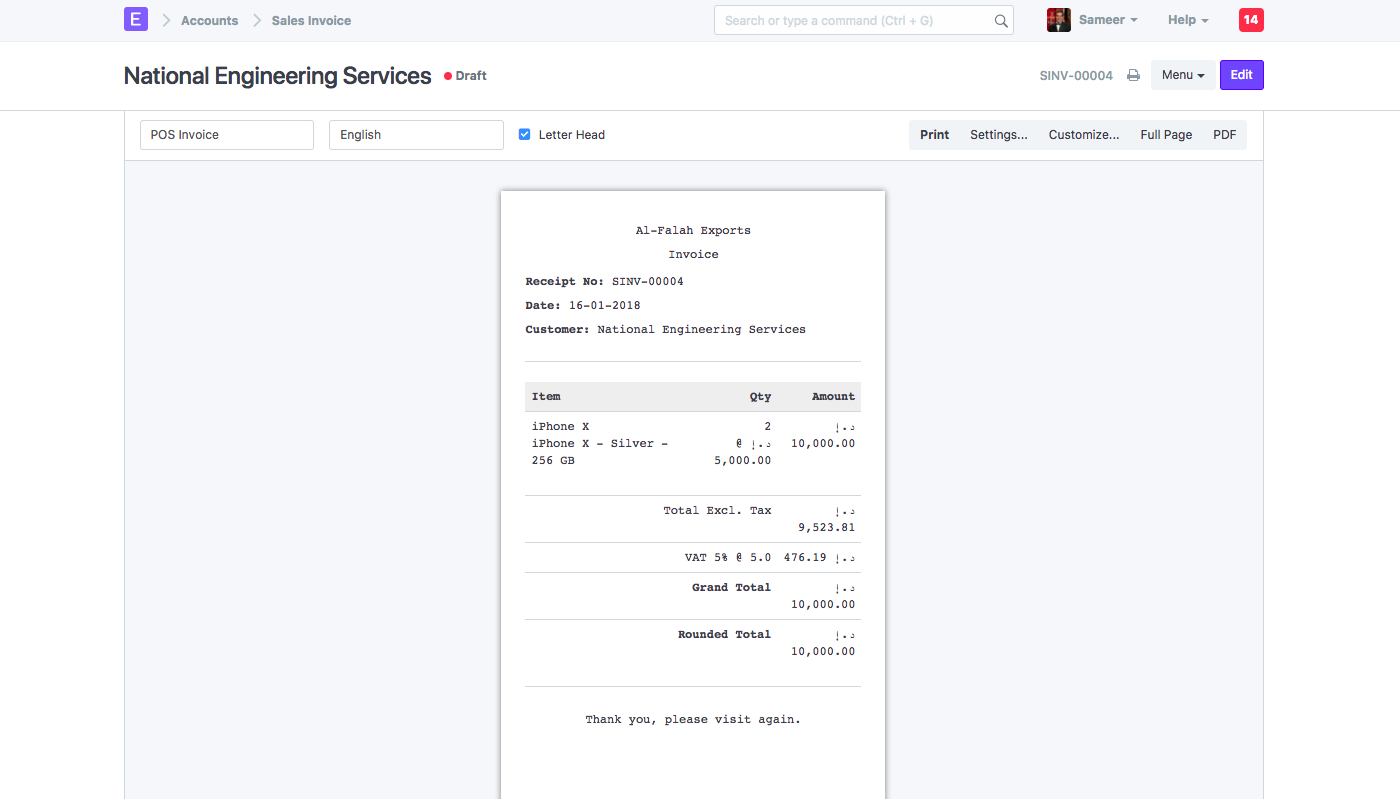 E Accounts Sales Invoice Search or type a command (Ctrl + G) Sameer Help 14
National Engineering Services Draft SINV-00004 Menu Edit
POS Invoice English Letter Head Print Settings... Customize... Full Page PDF
Al-Falah Exports
Invoice
Receipt No: SINV-00004
Date: 16-01-2018
Customer: National Engineering Services
Item Qty Amount
iPhone X 2 د.إ
iPhone X - Silver - @ د.إ 10,000.00
256 GB 5,000.00
Total Excl. Tax د.إ
9,523.81
VAT 5% @ 5.0 476.19 د.إ
Grand Total د.إ
10,000.00
Rounded Total د.إ
10,000.00
Thank you, please visit again.